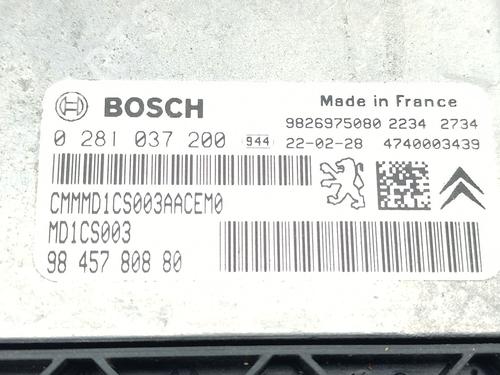 BOSCH
Made in France
0 281 037 200 944
9826975080 2234 2734
22-02-28 4740003439
CMMMD1CS003AACEM0
MD1CS003
98 457 808 80